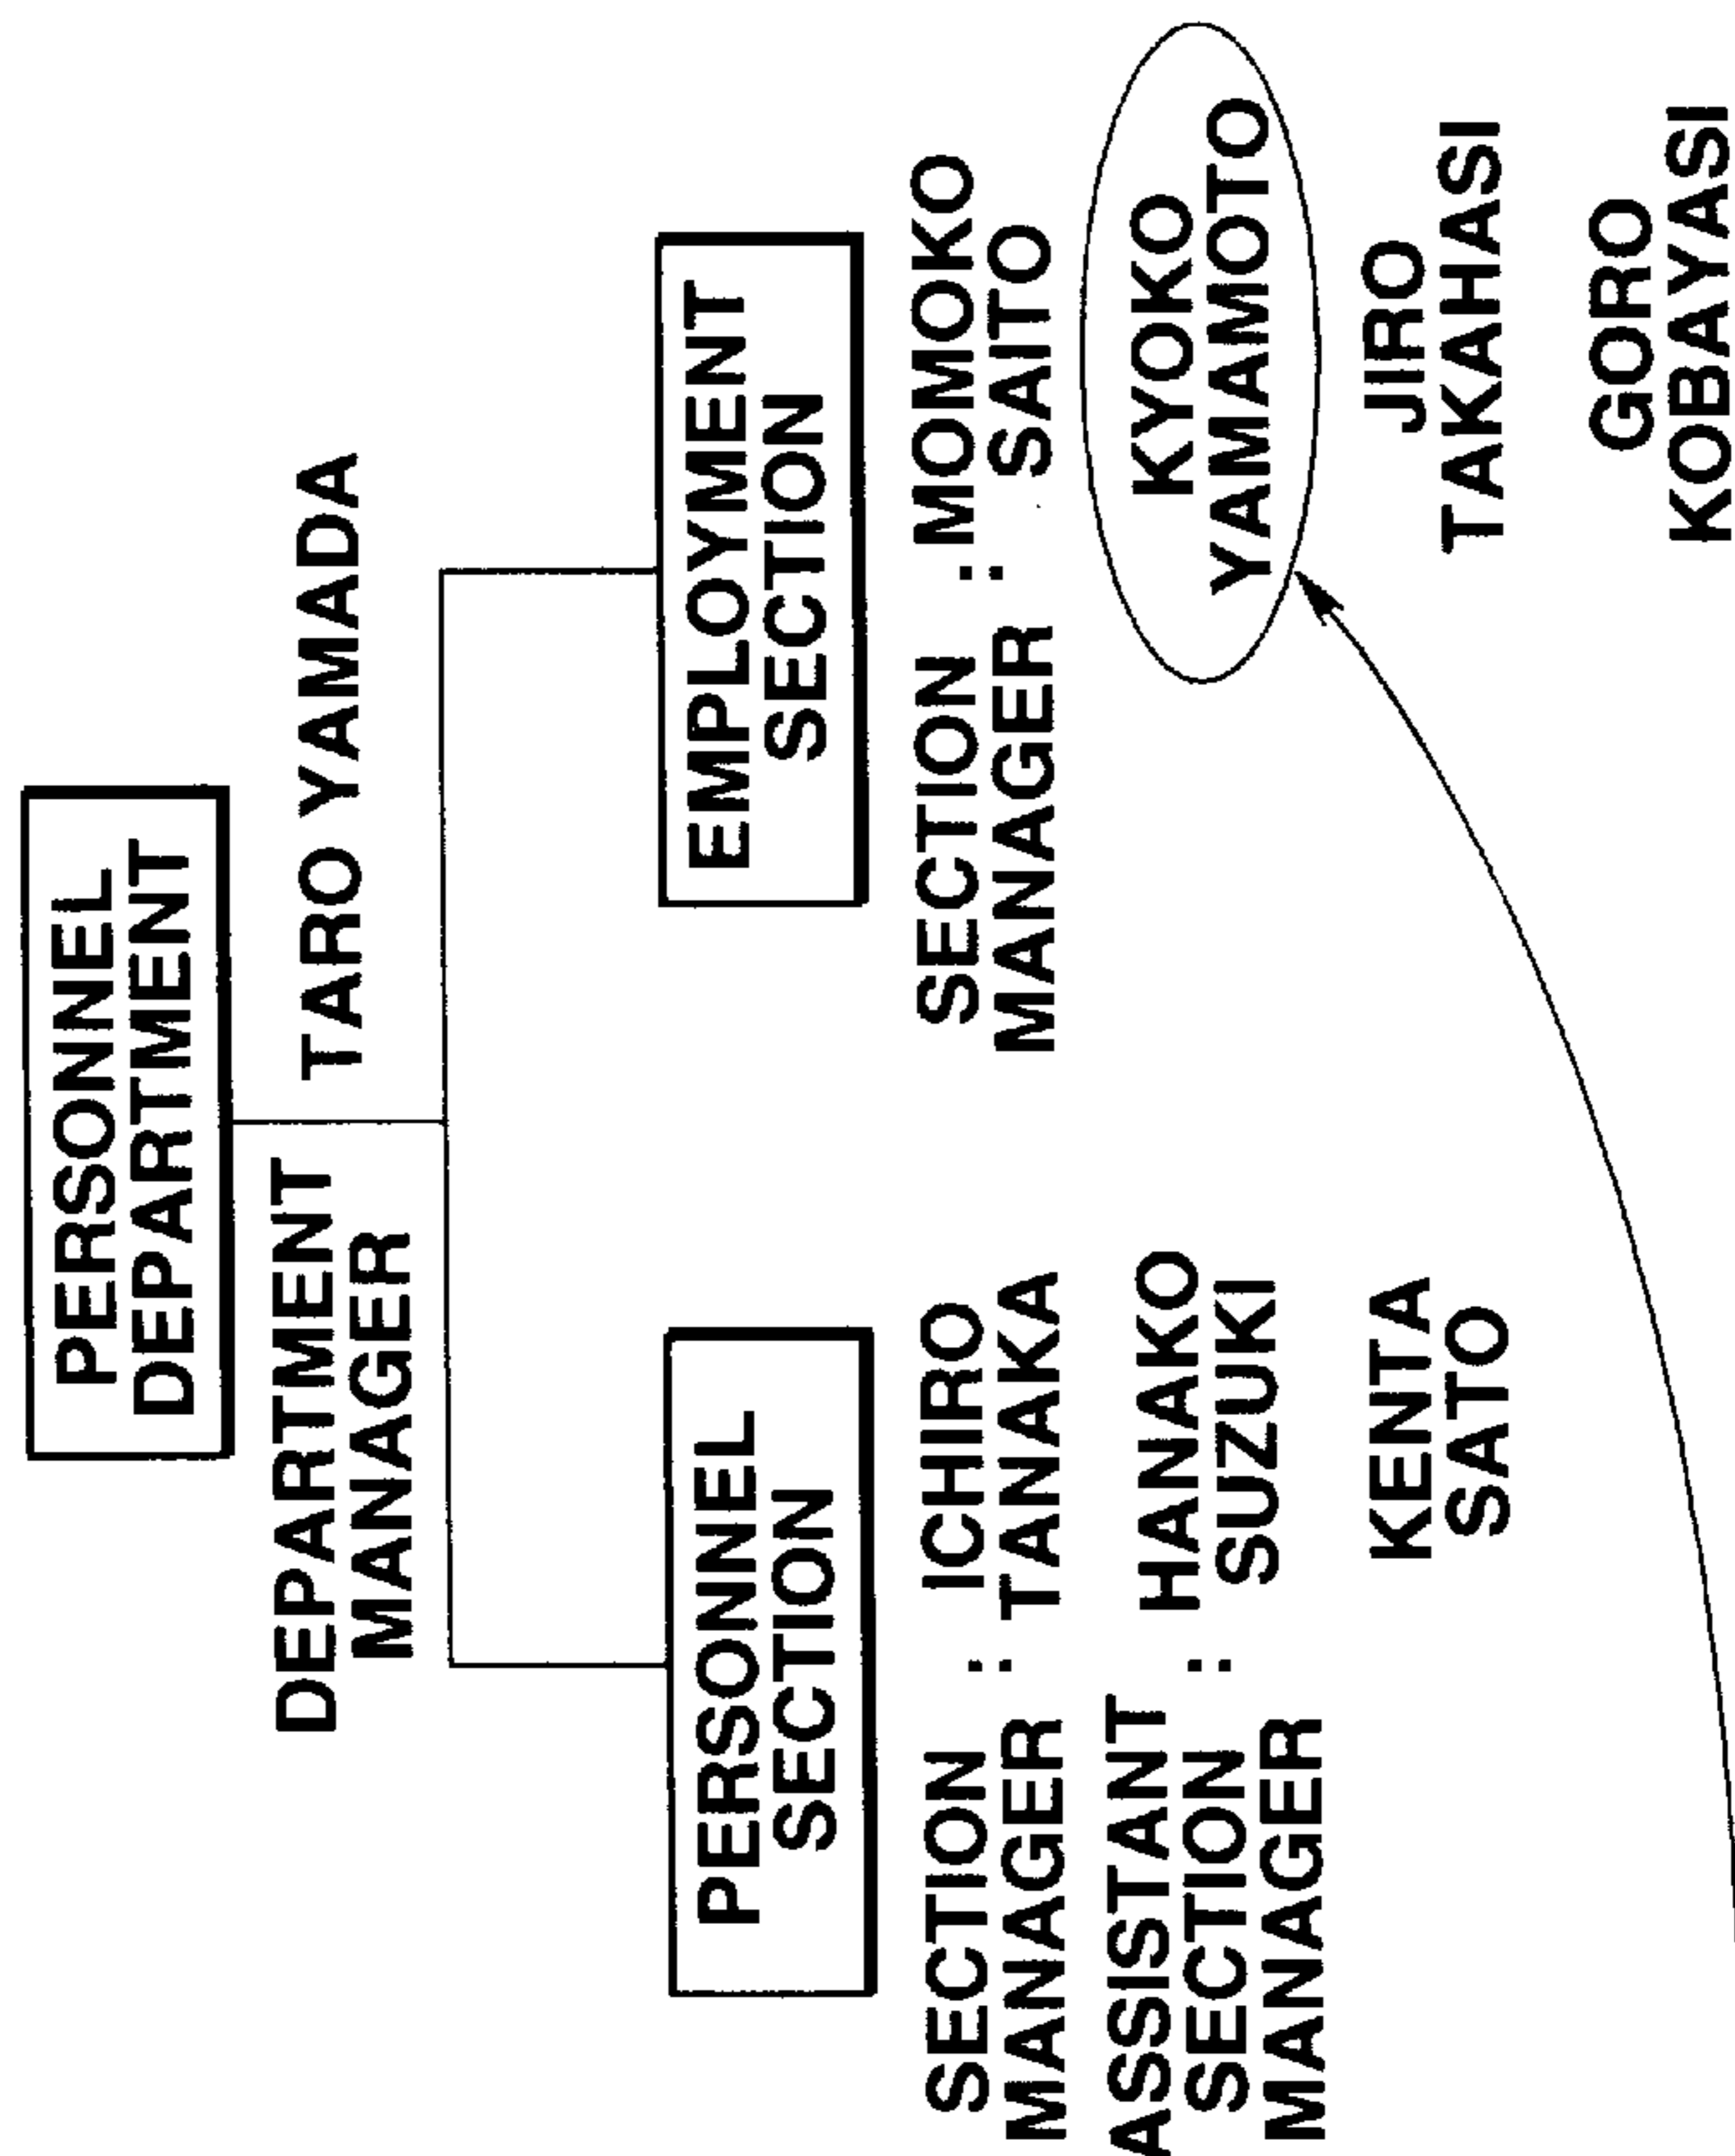 PERSONNEL
DEPARTMENT
DEPARTMENT
MANAGER
TARO YAMADA
PERSONNEL
SECTION
SECTION : ICHIRO
MANAGER : TANAKA
ASSISTANT
SECTION : HANAKO
MANAGER : SUZUKI
KENTA
SATO
EMPLOYMENT
SECTION
SECTION : MOMOKO
MANAGER : SAITO
KYOKO
YAMAMOTO
JIRO
TAKAHASI
GORO
KOBAYASI